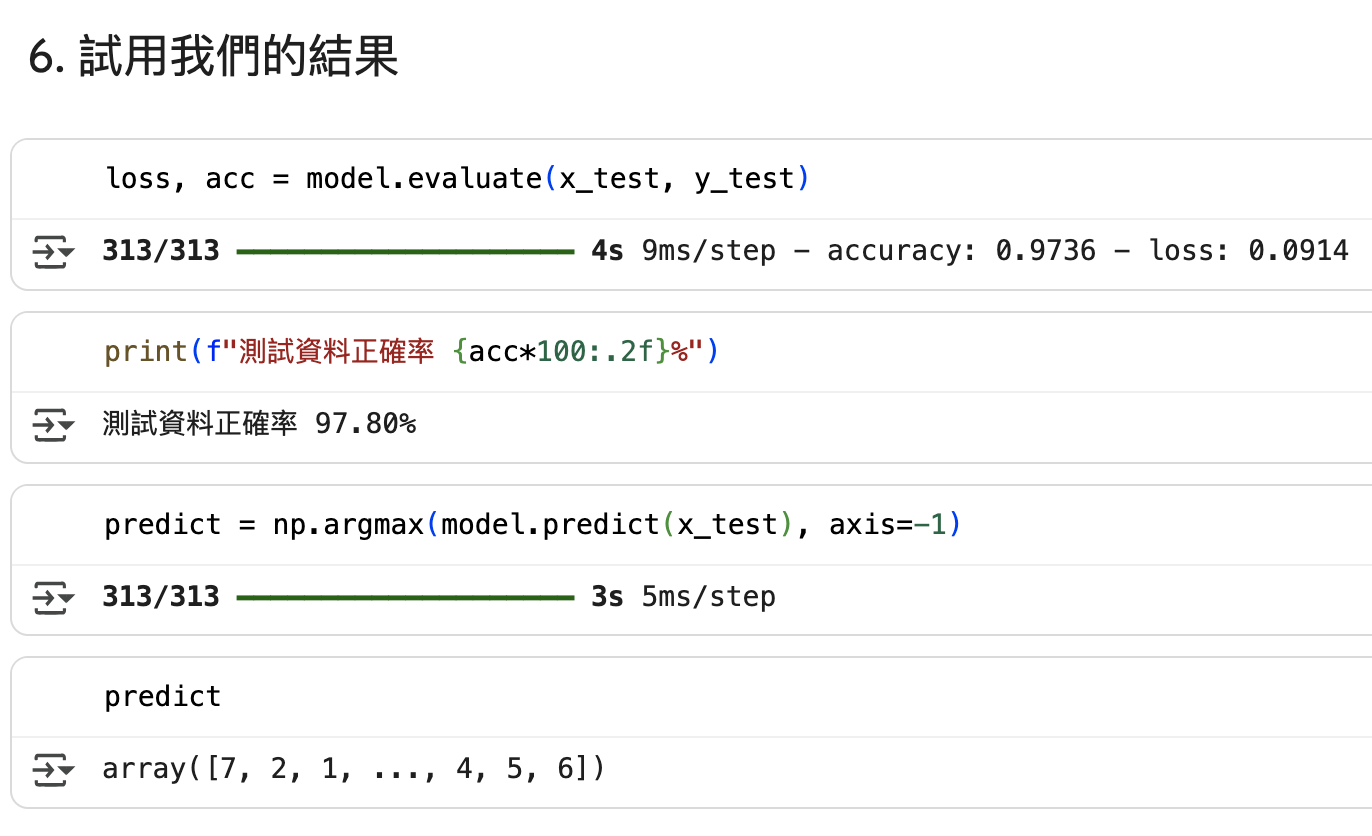 6. 試用我們的結果
loss, acc = model.evaluate(x_test, y_test)
313/313 ━━━━━━━━━━━━━━━━━━━━ 4s 9ms/step - accuracy: 0.9736 - loss: 0.0914
print(f"測試資料正確率 {acc*100:.2f}%")
測試資料正確率 97.80%
predict = np.argmax(model.predict(x_test), axis=-1)
313/313 ━━━━━━━━━━━━━━━━━━━━ 3s 5ms/step
predict
array([7, 2, 1, ..., 4, 5, 6])